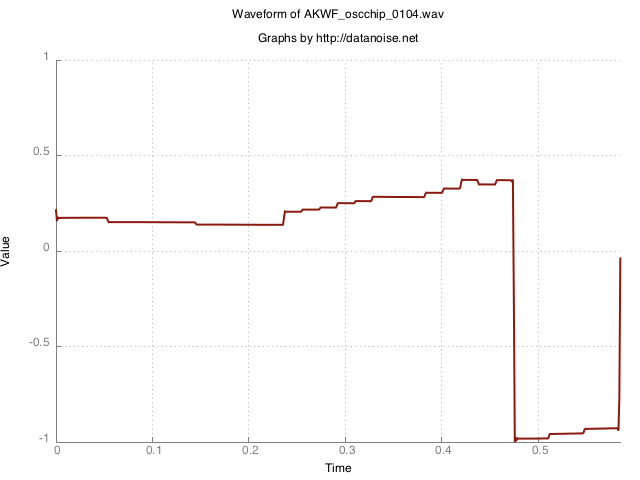 Waveform of AKWF_oscchip_0104.wav
Graphs by http://datanoise.net
1
0.5
0
-0.5
-1
Value
0 0.1 0.2 0.3 0.4 0.5
Time